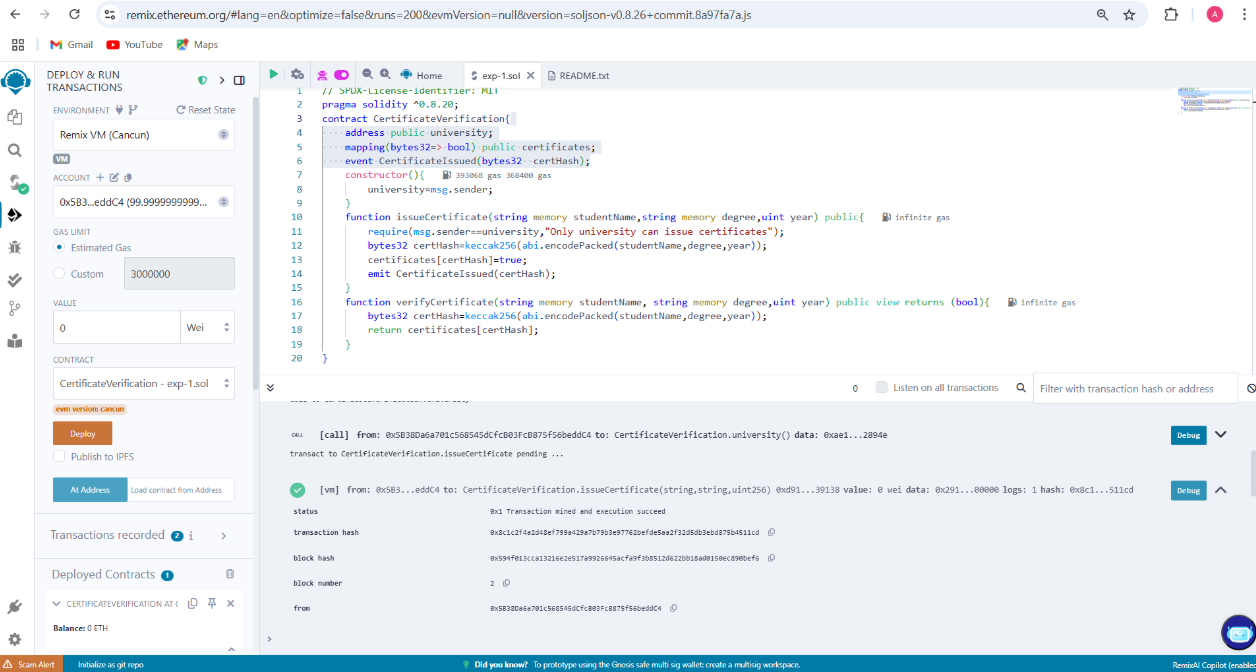 remix.ethereum.org/#lang=en&optimize=false&runs=200&evmVersion=null&version=soljson-v0.8.26+commit.8a97fa7a.js
A
Gmail YouTube Maps
DEPLOY & RUN
TRANSACTIONS
ENVIRONMENT
Reset State
Remix VM (Cancun)
VM
ACCOUNT
0x5B3...eddC4 (99.9999999999...
GAS LIMIT
Estimated Gas
Custom 3000000
VALUE
0 Wei
CONTRACT
CertificateVerification - exp-1.sol
evm version: cancun
Deploy
Publish to IPFS
At Address Load contract from Address
Transactions recorded 2 i
Deployed Contracts 1
CERTIFICATEVERIFICATION AT (
Balance: 0 ETH
Home exp-1.sol README.txt
1 // SPDX-License-Identifier: MIT
2 pragma solidity ^0.8.20;
3 contract CertificateVerification{
4 address public university;
5 mapping(bytes32=> bool) public certificates;
6 event CertificateIssued(bytes32 certHash);
7 constructor(){ 393068 gas 368400 gas
8 university=msg.sender;
9 }
10 function issueCertificate(string memory studentName,string memory degree,uint year) public{ infinite gas
11 require(msg.sender==university,"Only university can issue certificates");
12 bytes32 certHash=keccak256(abi.encodePacked(studentName,degree,year));
13 certificates[certHash]=true;
14 emit CertificateIssued(certHash);
15 }
16 function verifyCertificate(string memory studentName, string memory degree,uint year) public view returns (bool){ infinite gas
17 bytes32 certHash=keccak256(abi.encodePacked(studentName,degree,year));
18 return certificates[certHash];
19 }
20 }
0 Listen on all transactions Filter with transaction hash or address
CALL [call] from: 0x5B38Da6a701c568545dCfcB03FcB875f56beddC4 to: CertificateVerification.university() data: 0xae1...2894e Debug
transact to CertificateVerification.issueCertificate pending ...
[vm] from: 0x5B3...eddC4 to: CertificateVerification.issueCertificate(string,string,uint256) 0xd91...39138 value: 0 wei data: 0x291...00000 logs: 1 hash: 0x8c1...511cd Debug
status 0x1 Transaction mined and execution succeed
transaction hash 0x8c1c2f4a2d48ef799a429a7b79b3e97762befde5aa2f32d5db3ebd875b4511cd
block hash 0x594f013cca13216e2e517a9926645acfa9f3b8512d622bb18ad0150ec890bef6
block number 2
from 0x5B38Da6a701c568545dCfcB03FcB875f56beddC4
>
Scam Alert Initialize as git repo Did you know? To prototype using the Gnosis safe multi sig wallet: create a multisig workspace. RemixAI Copilot (enabled